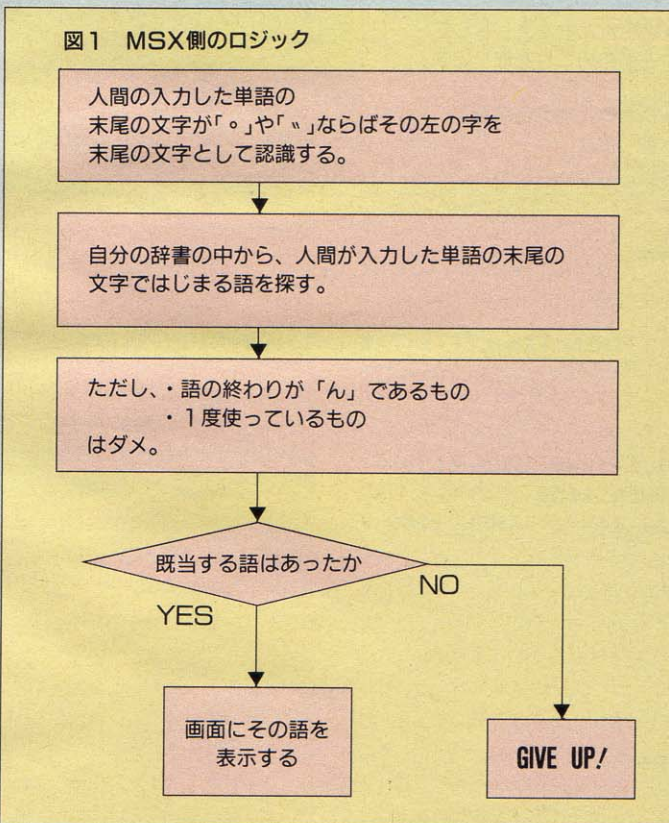 図1 MSX側のロジック
人間の入力した単語の
末尾の文字が「゜」や「゛」ならばその左の字を
末尾の文字として認識する。
自分の辞書の中から、人間が入力した単語の末尾の
文字ではじまる語を探す。
ただし、・語の終わりが「ん」であるもの
・1度使っているもの
はダメ。
既当する語はあったか
NO
YES
画面にその語を
表示する
GIVE UP!